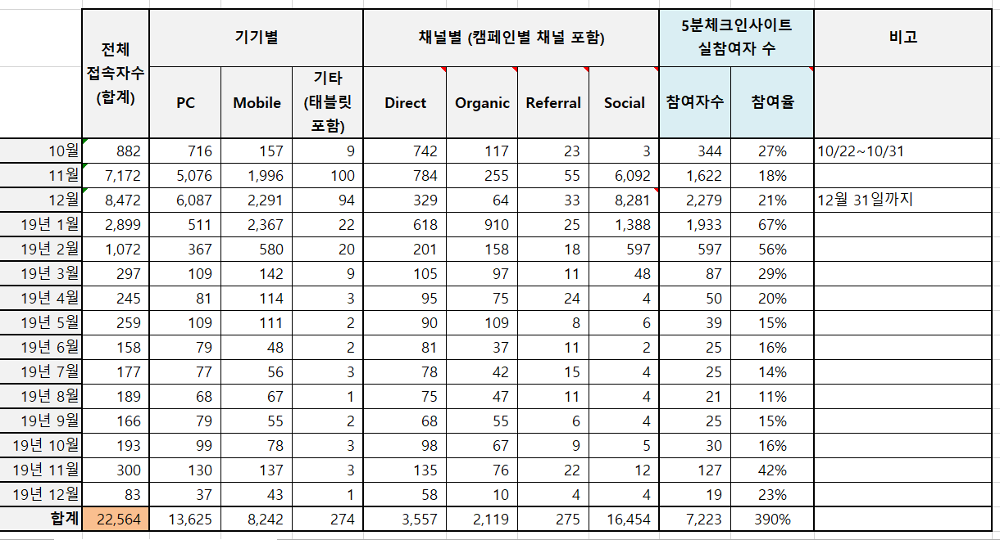 전체 접속자수 (합계) 기기별 채널별 (캠페인별 채널 포함) 5분체크인사이트 실참여자 수 비고
PC Mobile 기타 (태블릿 포함) Direct Organic Referral Social 참여자수 참여율
10월 882 716 157 9 742 117 23 3 344 27% 10/22~10/31
11월 7,172 5,076 1,996 100 784 255 55 6,092 1,622 18%
12월 8,472 6,087 2,291 94 329 64 33 8,281 2,279 21% 12월 31일까지
19년 1월 2,899 511 2,367 22 618 910 25 1,388 1,933 67%
19년 2월 1,072 367 580 20 201 158 18 597 597 56%
19년 3월 297 109 142 9 105 97 11 48 87 29%
19년 4월 245 81 114 3 95 75 24 4 50 20%
19년 5월 259 109 111 2 90 109 8 6 39 15%
19년 6월 158 79 48 2 81 37 11 2 25 16%
19년 7월 177 77 56 3 78 42 15 4 25 14%
19년 8월 189 68 67 1 75 47 11 4 21 11%
19년 9월 166 79 55 2 68 55 6 4 25 15%
19년 10월 193 99 78 3 98 67 9 5 30 16%
19년 11월 300 130 137 3 135 76 22 12 127 42%
19년 12월 83 37 43 1 58 10 4 4 19 23%
합계 22,564 13,625 8,242 274 3,557 2,119 275 16,454 7,223 390%